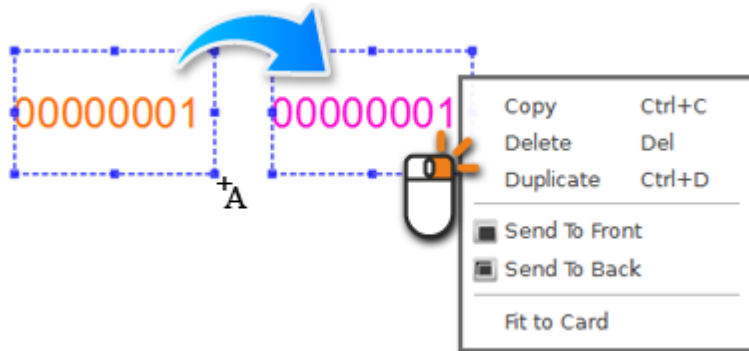 00000001 00000001
A
Copy Ctrl+C
Delete Del
Duplicate Ctrl+D
Send To Front
Send To Back
Fit to Card